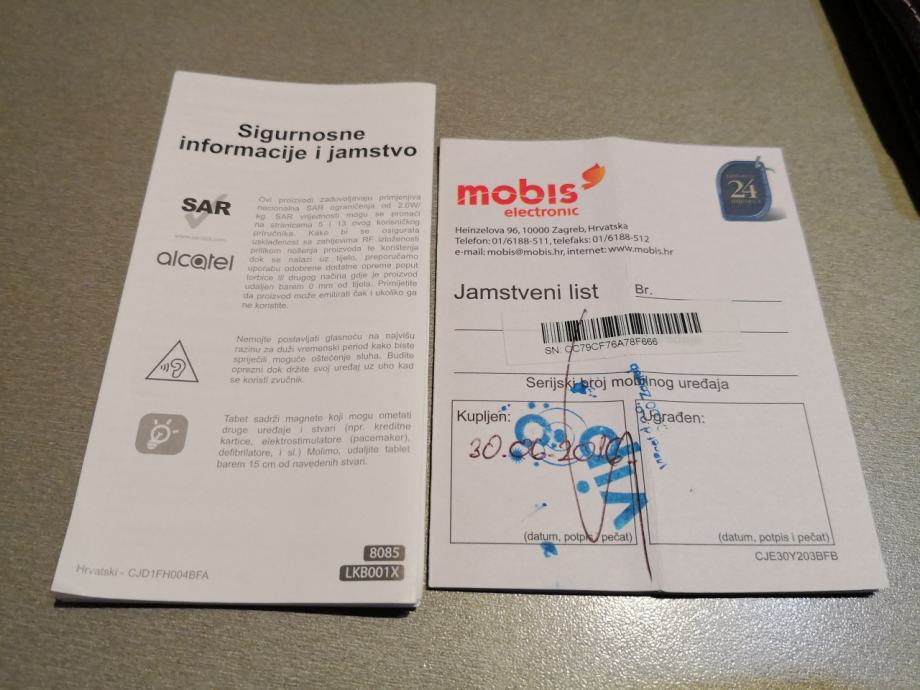 Sigurnosne
informacije i jamstvo
SAR
www.sar-tick.com
alcatel
Ovi proizvodi zadovoljavaju primjenjiva
nacionalna SAR ograničenja od 2.0W/
kg. SAR vrijednosti mogu se pronaći
na stranicama 5 i 13 ovog korisničkog
priručnika. Kako bi se osigurala
usklađenost sa zahtjevima RF izloženosti
prilikom nošenja proizvoda te korištenja
dok se nalazi uz tijelo, preporučamo
uporabu odobrene dodatne opreme poput
torbice ili drugog načina gdje je proizvod
udaljen barem 0 mm od tijela. Primijetite
da proizvod može emitirati čak i ukoliko ga
ne koristite.
Nemojte postavljati glasnoću na najvišu
razinu za duži vremenski period kako biste
spriječili moguće oštećenje sluha. Budite
oprezni dok držite svoj uređaj uz uho kad
se koristi zvučnik.
Tabet sadrži magnete koji mogu ometati
druge uređaje i stvari (npr. kreditne
kartice, elektrostimulatore (pacemaker),
defibrilatore, i sl.) Molimo, udaljite tablet
barem 15 cm od navedenih stvari.
8085
LKB001X
Hrvatski - CJD1FH004BFA
mobis
electronic
24
Heinzelova 96, 10000 Zagreb, Hrvatska
Telefon: 01/6188-511, telefaks: 01/6188-512
e-mail: mobis@mobis.hr, internet: www.mobis.hr
Jamstveni list
Br.
SN: CC79CF76A78F666
Serijski broj mobilnog uređaja
Kupljen:
Ugrađen:
30.06.2016.
vip
(datum, potpis i pečat)
(datum, potpis i pečat)
CJE30Y203BFB